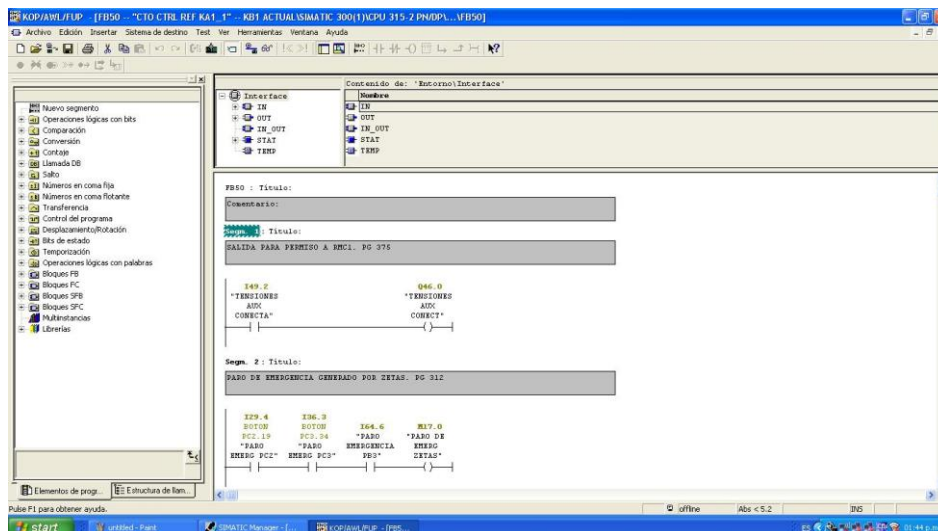 KOP/AWL/FUP - [FB50 -- "CTO CTRL REF KA1_1" -- KB1 ACTUAL\SIMATIC 300(1)\CPU 315-2 PN/DP\...\FB50]
Archivo Edición Insertar Sistema de destino Test Ver Herramientas Ventana Ayuda
Nuevo segmento
Operaciones lógicas con bits
Comparación
Conversión
Contaje
Llamada DB
Salto
Números en coma fija
Números en coma flotante
Transferencia
Control del programa
Desplazamiento/Rotación
Bits de estado
Temporización
Operaciones lógicas con palabras
Bloques FB
Bloques FC
Bloques SFB
Bloques SFC
Multiinstancias
Librerías
Elementos de progr...
Estructura de llam...
Contenido de: 'Entorno\Interface'
Interface
IN
OUT
IN_OUT
STAT
TEMP
Nombre
IN
OUT
IN_OUT
STAT
TEMP
FB50 : Título:
Comentario:
Segm. 1: Título:
SALIDA PARA PERMISO A RMC1. PG 375
I49.2 Q46.0
"TENSIONES "TENSIONES
AUX AUX
CONECTA" CONECT"
Segm. 2: Título:
PARO DE EMERGENCIA GENERADO POR ZETAS. PG 312
I29.4 I36.3
BOTON BOTON I64.6 M17.0
PC2.19 PC3.34 "PARO "PARO DE
"PARO "PARO EMERGENCIA EMERG
EMERG PC2" EMERG PC3" PB3" ZETAS"
Pulse F1 para obtener ayuda.
offline
Abs < 5.2
INS
start
untitled - Paint
SIMATIC Manager - [...
KOP/AWL/FUP - [FB5...
ES
01:44 p.m.